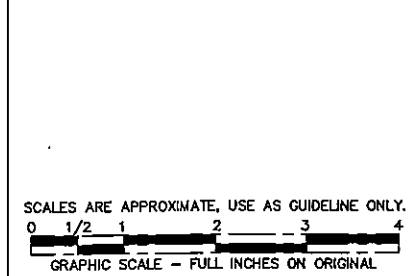 SCALES ARE APPROXIMATE, USE AS GUIDELINE ONLY.
0 1/2 1 2 3 4
GRAPHIC SCALE – FULL INCHES ON ORIGINAL